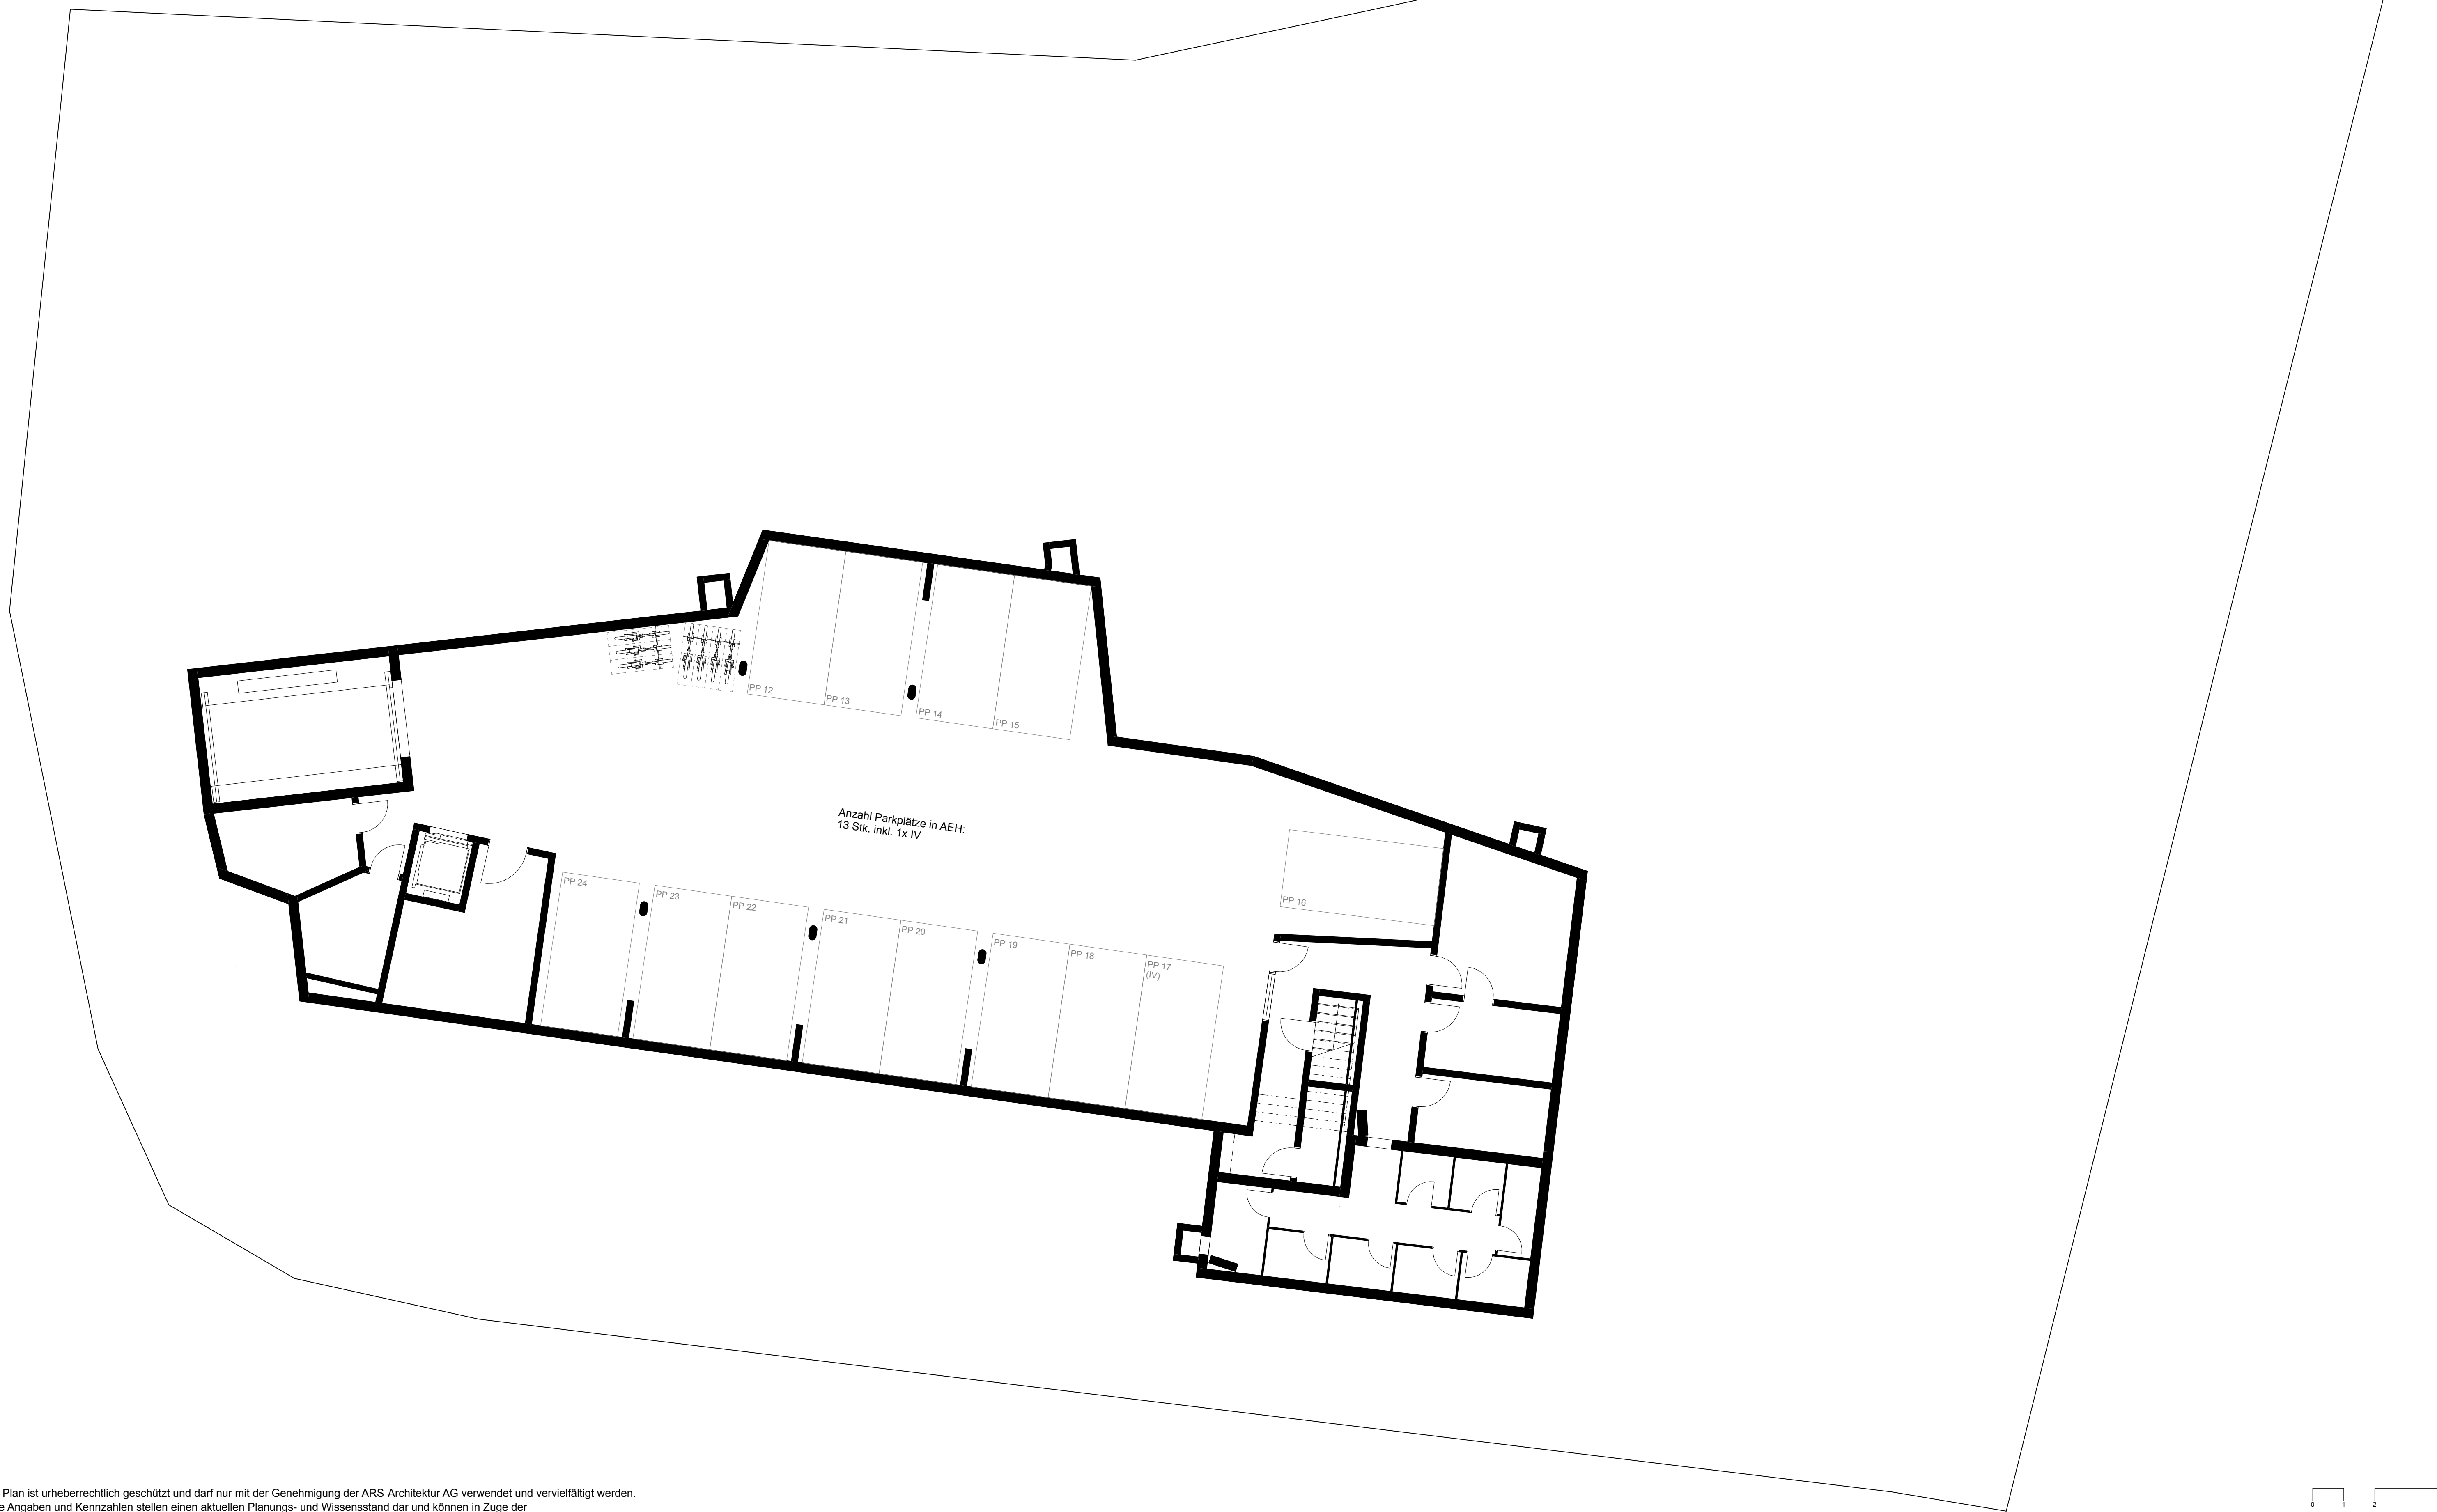 PP 12
PP 13
PP 14
PP 15
Anzahl Parkplätze in AEH:
13 Stk. inkl. 1x IV
PP 24
PP 23
PP 22
PP 21
PP 20
PP 19
PP 18
PP 17
(IV)
PP 16
Plan ist urheberrechtlich geschützt und darf nur mit der Genehmigung der ARS Architektur AG verwendet und vervielfältigt werden.
e Angaben und Kennzahlen stellen einen aktuellen Planungs- und Wissensstand dar und können in Zuge der
0 1 2